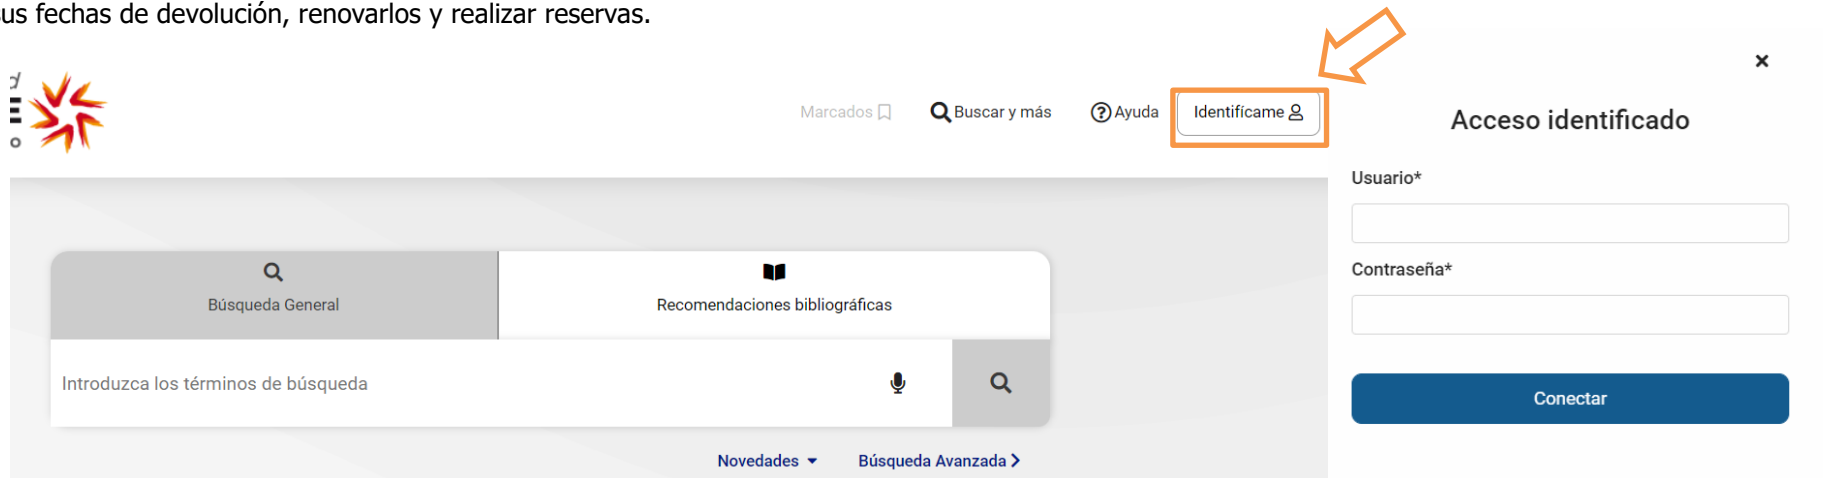 sus fechas de devolución, renovarlos y realizar reservas.
Marcados
Buscar y más
Ayuda
Identifícame
Acceso identificado
Usuario*
Contraseña*
Conectar
Búsqueda General
Recomendaciones bibliográficas
Introduzca los términos de búsqueda
Novedades
Búsqueda Avanzada